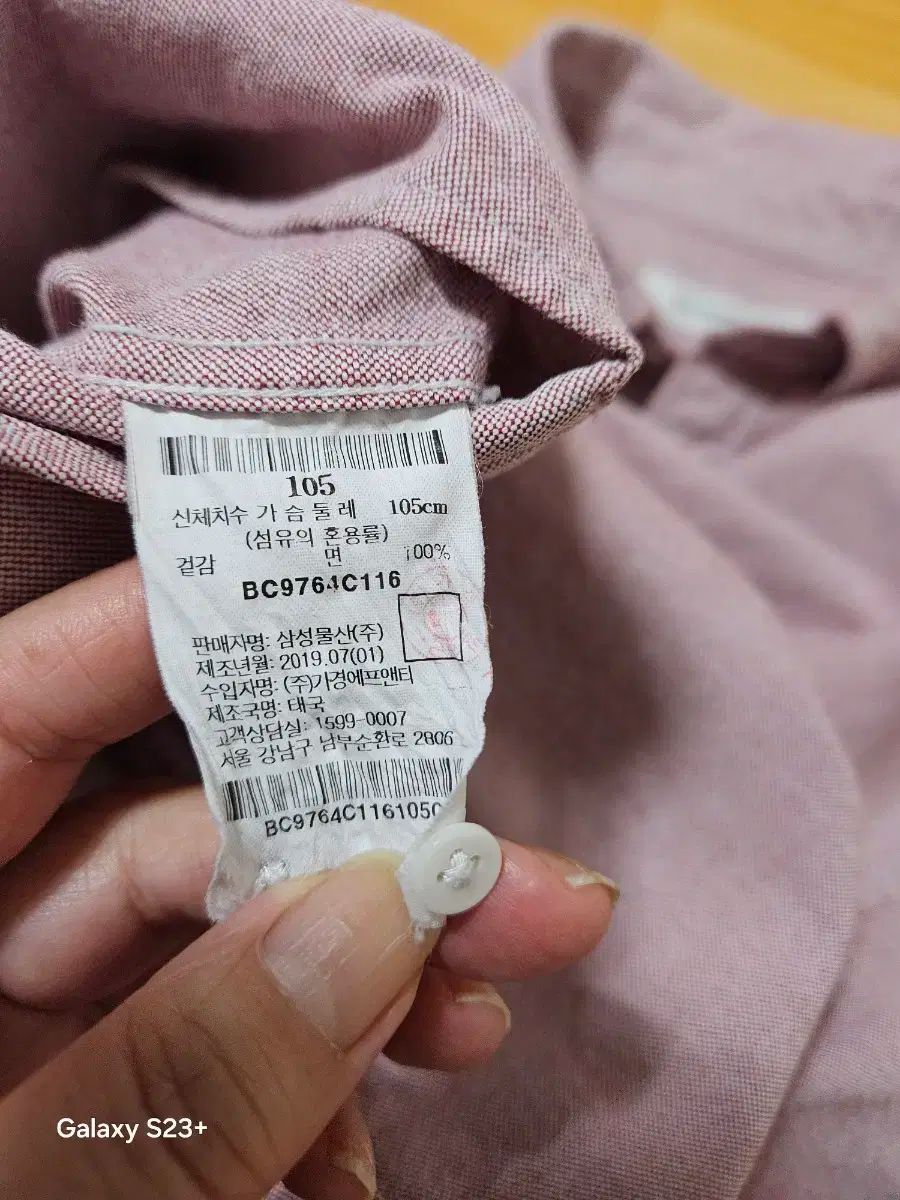 105
신체치수 가 슴 둘 레 105cm
(섬유의 혼용률)
겉감 면 100%
BC9764C116
판매자명: 삼성물산(주)
제조년월: 2019.07(01)
수입자명: (주)가경에프앤티
제조국명: 태국
고객상담실: 1599-0007
서울 강남구 남부순환로 2806
BC9764C116105C
Galaxy S23+